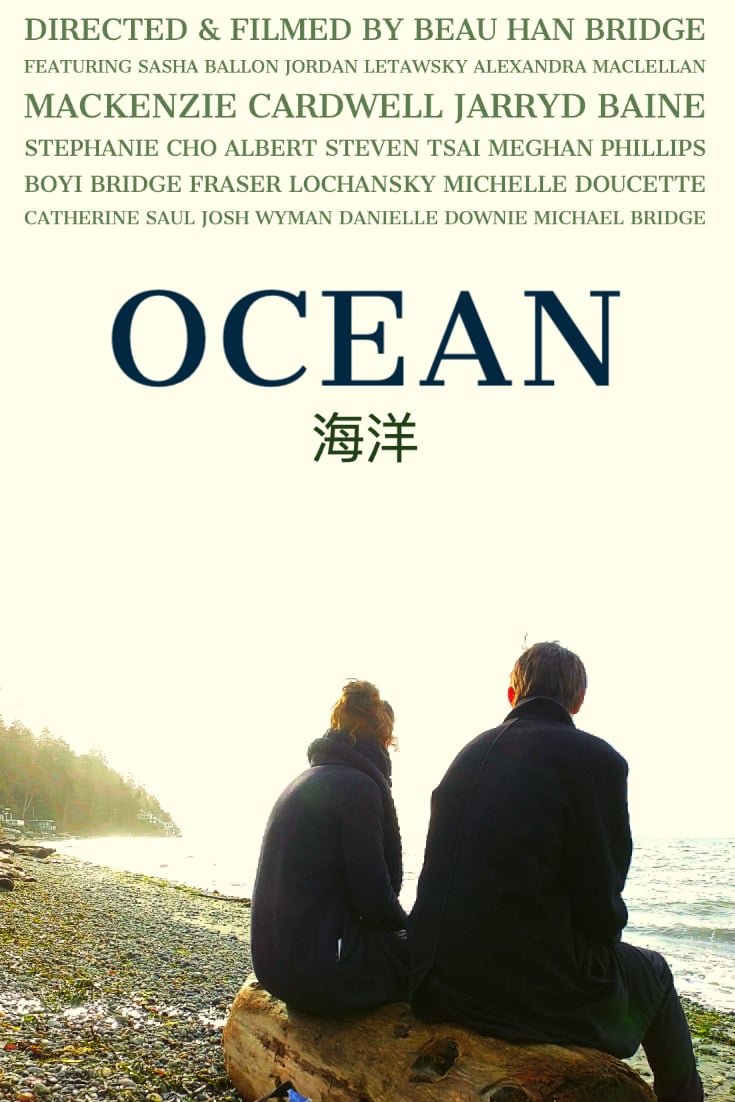 DIRECTED & FILMED BY BEAU HAN BRIDGE
FEATURING SASHA BALLON JORDAN LETAWSKY ALEXANDRA MACLELLAN
MACKENZIE CARDWELL JARRYD BAINE
STEPHANIE CHO ALBERT STEVEN TSAI MEGHAN PHILLIPS
BOYI BRIDGE FRASER LOCHANSKY MICHELLE DOUCETTE
CATHERINE SAUL JOSH WYMAN DANIELLE DOWNIE MICHAEL BRIDGE
OCEAN
海洋